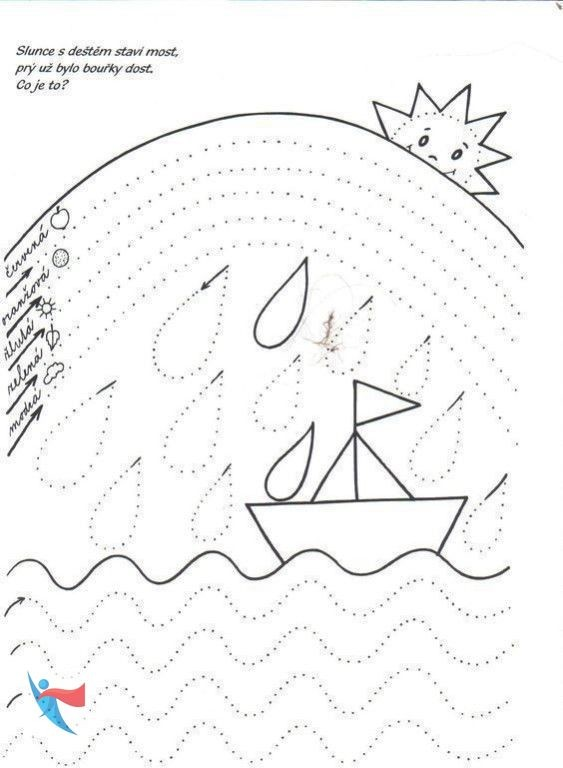 Slunce s deštěm staví most,
prý už bylo bouřky dost.
Co je to?
červená
oranžová
žlutá
zelená
modrá